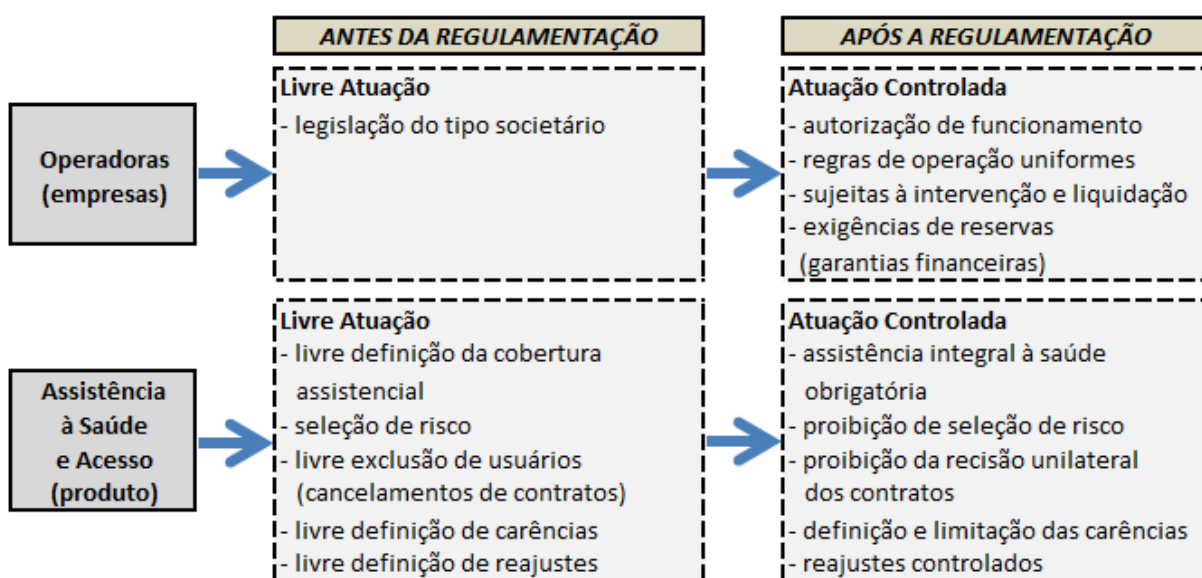 ANTES DA REGULAMENTAÇÃO
APÓS A REGULAMENTAÇÃO
Operadoras
(empresas)
Livre Atuação
- legislação do tipo societário
Atuação Controlada
- autorização de funcionamento
- regras de operação uniformes
- sujeitas à intervenção e liquidação
- exigências de reservas
(garantias financeiras)
Assistência
à Saúde
e Acesso
(produto)
Livre Atuação
- livre definição da cobertura
assistencial
- seleção de risco
- livre exclusão de usuários
(cancelamentos de contratos)
- livre definição de carências
- livre definição de reajustes
Atuação Controlada
- assistência integral à saúde
obrigatória
- proibição de seleção de risco
- proibição da recisão unilateral
dos contratos
- definição e limitação das carências
- reajustes controlados